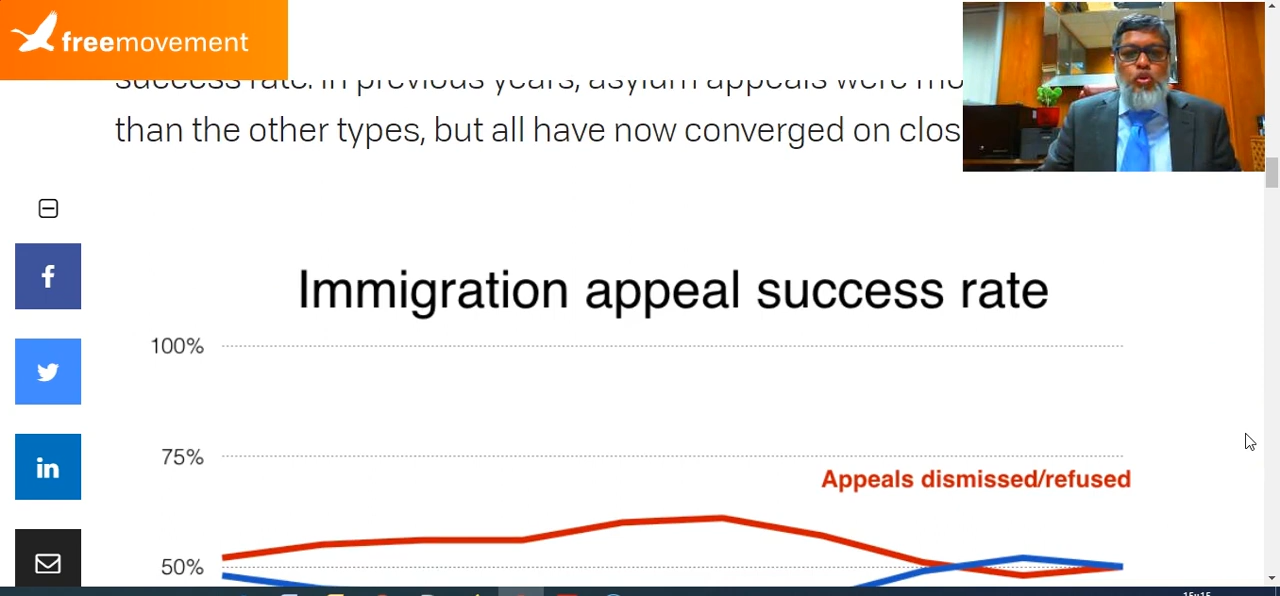 freemovement
success rate. In previous years, asylum appeals were mo
than the other types, but all have now converged on clos
Immigration appeal success rate
100%
75%
Appeals dismissed/refused
50%